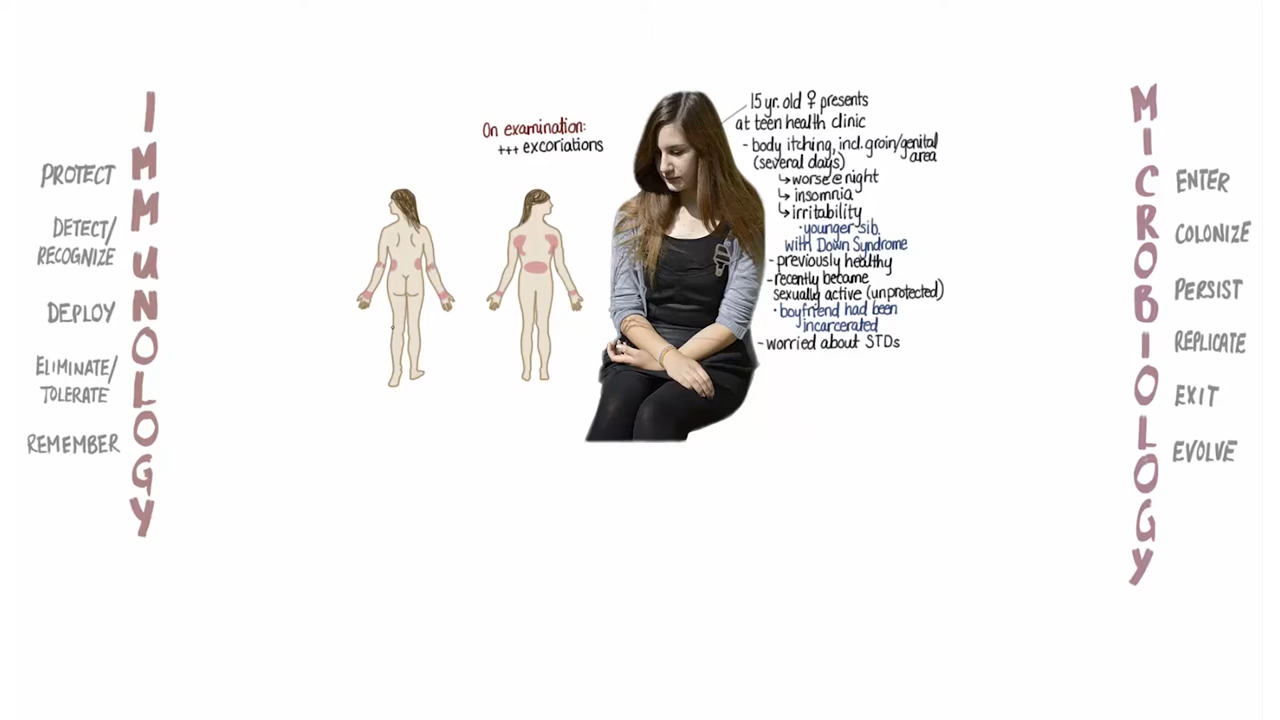 IMMUNOLOGY
PROTECT
DETECT/
RECOGNIZE
DEPLOY
ELIMINATE/
TOLERATE
REMEMBER
On examination:
+++ excoriations
15 yr. old ♀ presents
at teen health clinic
- body itching, incl. groin/genital
area
(several days)
↳ worse @ night
↳ insomnia
↳ irritability
· younger sib.
with Down Syndrome
- previously healthy
- recently became
sexually active (unprotected)
· boyfriend had been
incarcerated
- worried about STDs
MICROBIOLOGY
ENTER
COLONIZE
PERSIST
REPLICATE
EXIT
EVOLVE